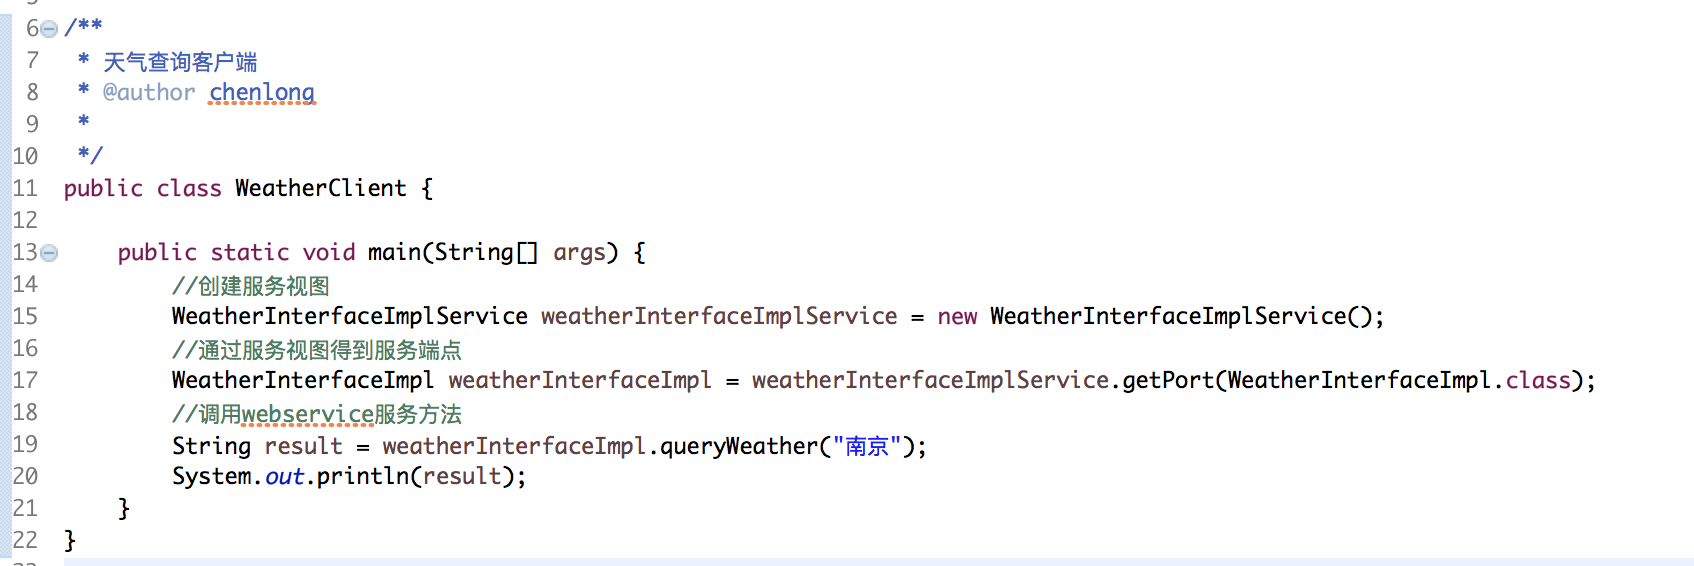 6 /**
7  * 天气查询客户端
8  * @author chenlong
9  *
10  */
11 public class WeatherClient {
12
13     public static void main(String[] args) {
14         //创建服务视图
15         WeatherInterfaceImplService weatherInterfaceImplService = new WeatherInterfaceImplService();
16         //通过服务视图得到服务端点
17         WeatherInterfaceImpl weatherInterfaceImpl = weatherInterfaceImplService.getPort(WeatherInterfaceImpl.class);
18         //调用webservice服务方法
19         String result = weatherInterfaceImpl.queryWeather("南京");
20         System.out.println(result);
21     }
22 }